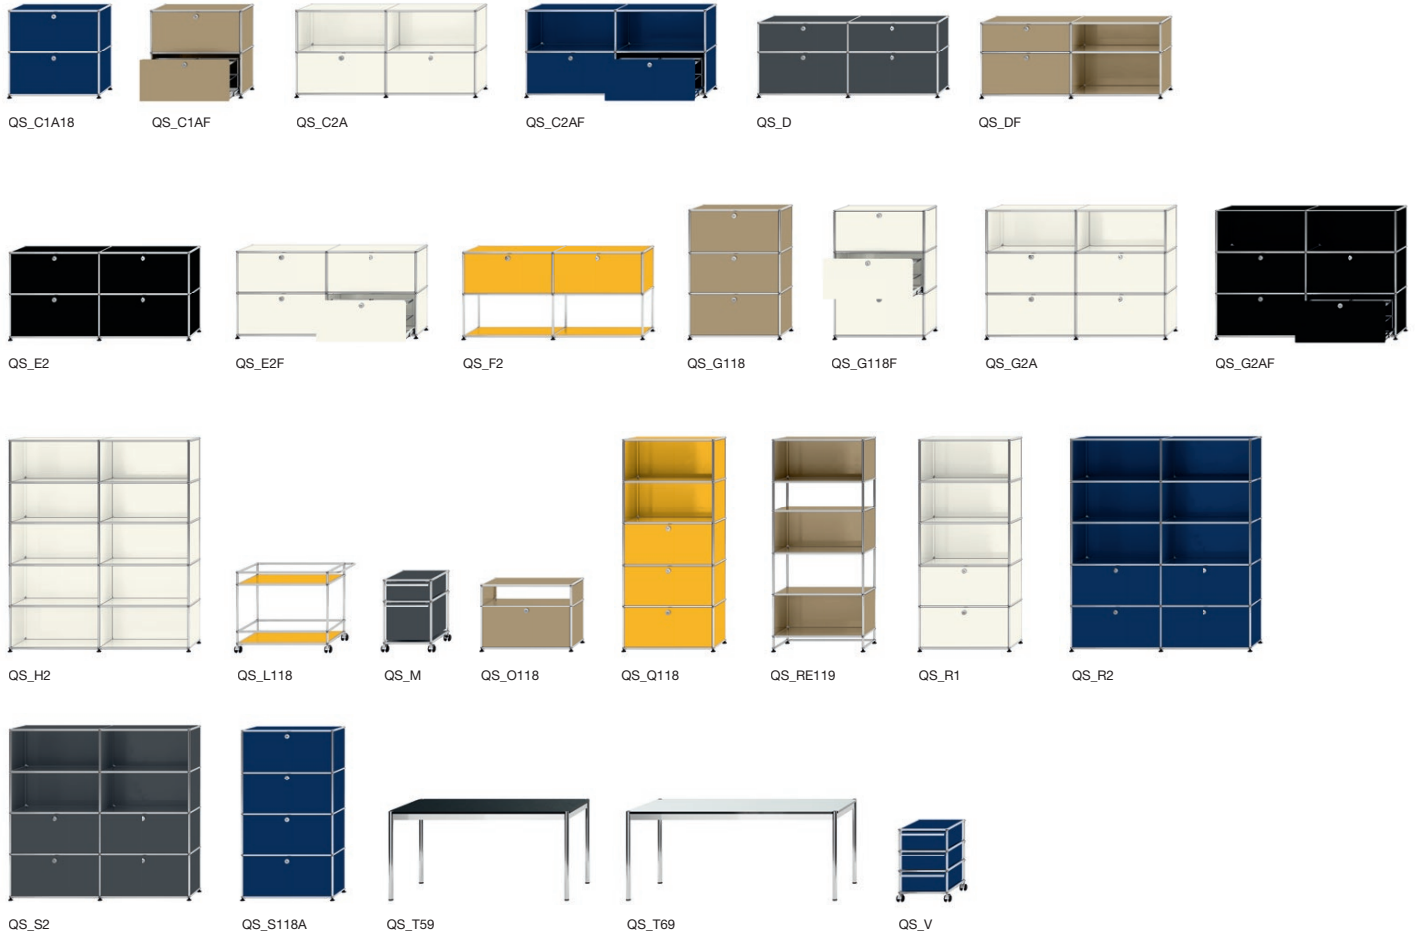 QS_C1A18 QS_C1AF QS_C2A QS_C2AF QS_D QS_DF
QS_E2 QS_E2F QS_F2 QS_G118 QS_G118F QS_G2A QS_G2AF
QS_H2 QS_L118 QS_M QS_O118 QS_Q118 QS_RE119 QS_R1 QS_R2
QS_S2 QS_S118A QS_T59 QS_T69 QS_V